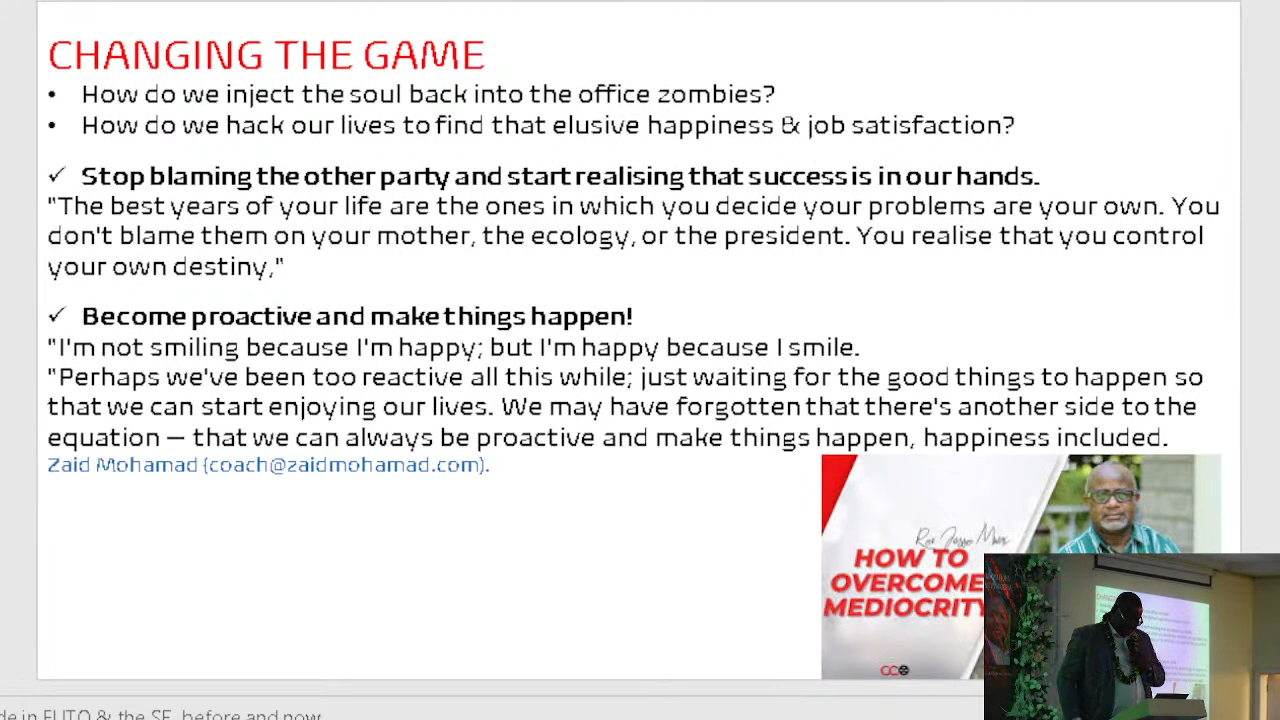 CHANGING THE GAME
• How do we inject the soul back into the office zombies?
• How do we hack our lives to find that elusive happiness & job satisfaction?
✓ Stop blaming the other party and start realising that success is in our hands.
"The best years of your life are the ones in which you decide your problems are your own. You
don't blame them on your mother, the ecology, or the president. You realise that you control
your own destiny,"
✓ Become proactive and make things happen!
"I'm not smiling because I'm happy; but I'm happy because I smile.
"Perhaps we've been too reactive all this while; just waiting for the good things to happen so
that we can start enjoying our lives. We may have forgotten that there's another side to the
equation — that we can always be proactive and make things happen, happiness included.
Zaid Mohamad (coach@zaidmohamad.com).
HOW TO
OVERCOME
MEDIOCRITY
in FUTO & the SE, before and now